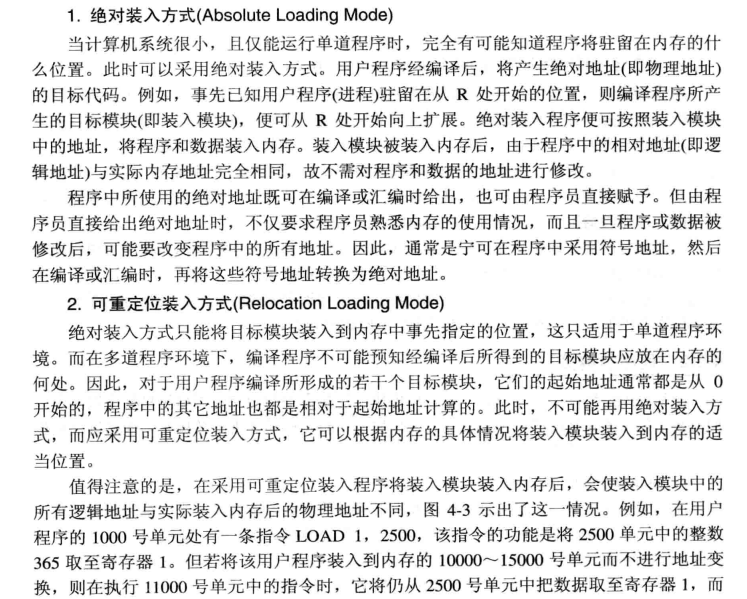 1. 绝对装入方式(Absolute Loading Mode)
当计算机系统很小，且仅能运行单道程序时，完全有可能知道程序将驻留在内存的什
么位置。此时可以采用绝对装入方式。用户程序经编译后，将产生绝对地址(即物理地址)
的目标代码。例如，事先已知用户程序(进程)驻留在从 R 处开始的位置，则编译程序所产
生的目标模块(即装入模块)，便可从 R 处开始向上扩展。绝对装入程序便可按照装入模块
中的地址，将程序和数据装入内存。装入模块被装入内存后，由于程序中的相对地址(即逻
辑地址)与实际内存地址完全相同，故不需对程序和数据的地址进行修改。
程序中所使用的绝对地址既可在编译或汇编时给出，也可由程序员直接赋予。但由程
序员直接给出绝对地址时，不仅要求程序员熟悉内存的使用情况，而且一旦程序或数据被
修改后，可能要改变程序中的所有地址。因此，通常是宁可在程序中采用符号地址，然后
在编译或汇编时，再将这些符号地址转换为绝对地址。
2. 可重定位装入方式(Relocation Loading Mode)
绝对装入方式只能将目标模块装入到内存中事先指定的位置，这只适用于单道程序环
境。而在多道程序环境下，编译程序不可能预知经编译后所得到的目标模块应放在内存的
何处。因此，对于用户程序编译所形成的若干个目标模块，它们的起始地址通常都是从 0
开始的，程序中的其它地址也都是相对于起始地址计算的。此时，不可能再用绝对装入方
式，而应采用可重定位装入方式，它可以根据内存的具体情况将装入模块装入到内存的适
当位置。
值得注意的是，在采用可重定位装入程序将装入模块装入内存后，会使装入模块中的
所有逻辑地址与实际装入内存后的物理地址不同，图 4-3 示出了这一情况。例如，在用户
程序的 1000 号单元处有一条指令 LOAD 1，2500，该指令的功能是将 2500 单元中的整数
365 取至寄存器 1。但若将该用户程序装入到内存的 10000～15000 号单元而不进行地址变
换，则在执行 11000 号单元中的指令时，它将仍从 2500 号单元中把数据取至寄存器 1，而